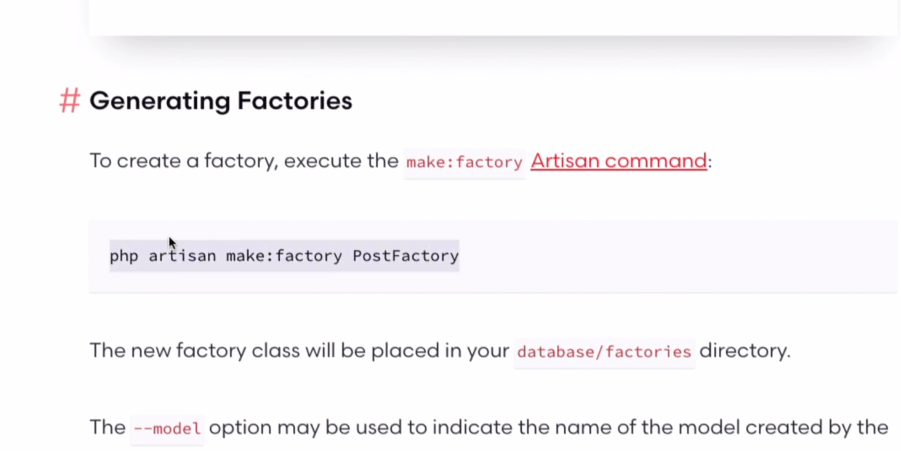 # Generating Factories
To create a factory, execute the make:factory Artisan command:
php artisan make:factory PostFactory
The new factory class will be placed in your database/factories directory.
The --model option may be used to indicate the name of the model created by the